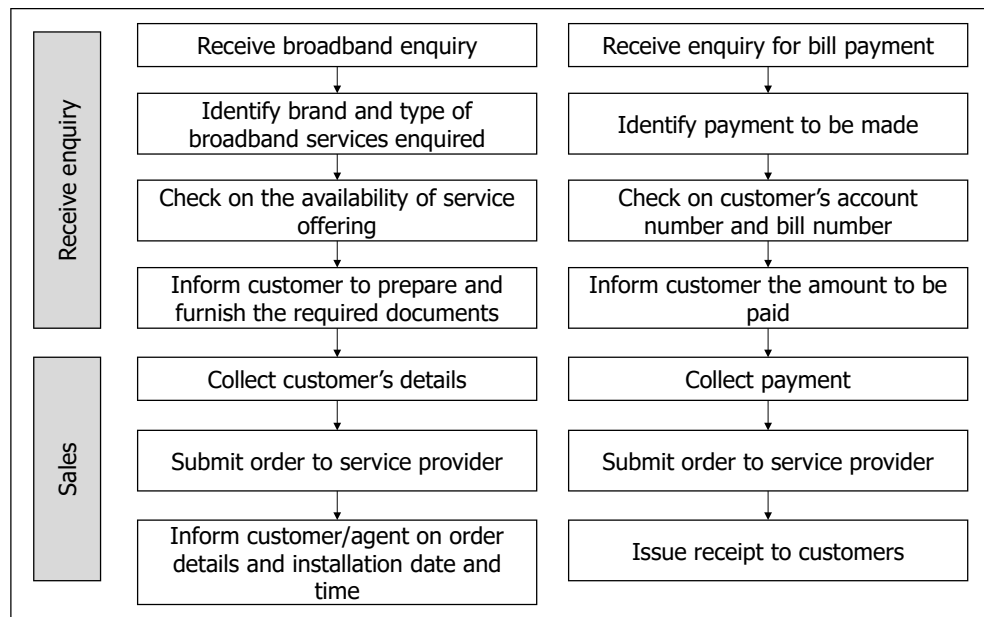 Receive enquiry
Receive broadband enquiry
Identify brand and type of
broadband services enquired
Check on the availability of service
offering
Inform customer to prepare and
furnish the required documents
Receive enquiry for bill payment
Identify payment to be made
Check on customer’s account
number and bill number
Inform customer the amount to be
paid
Sales
Collect customer’s details
Submit order to service provider
Inform customer/agent on order
details and installation date and
time
Collect payment
Submit order to service provider
Issue receipt to customers